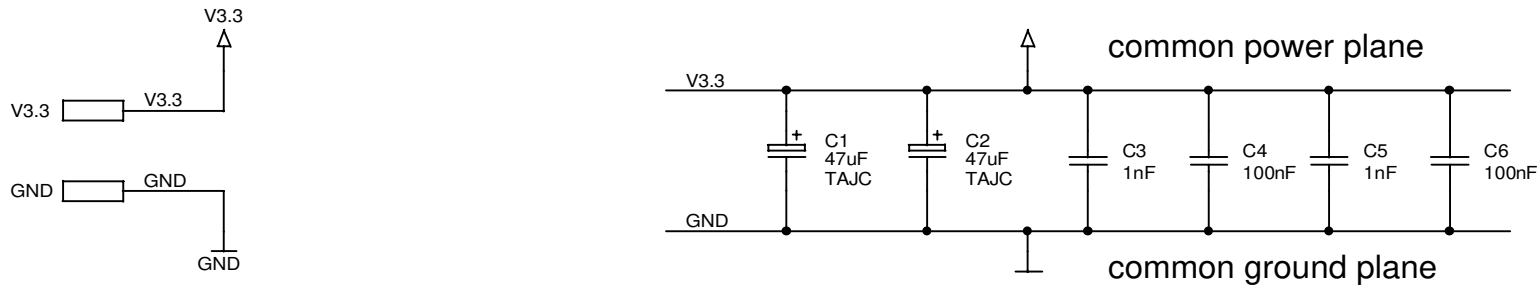 V3.3
V3.3 V3.3
GND GND
GND
common power plane
V3.3
+ C1
47uF
TAJC
+ C2
47uF
TAJC
C3
1nF
C4
100nF
C5
1nF
C6
100nF
GND
common ground plane